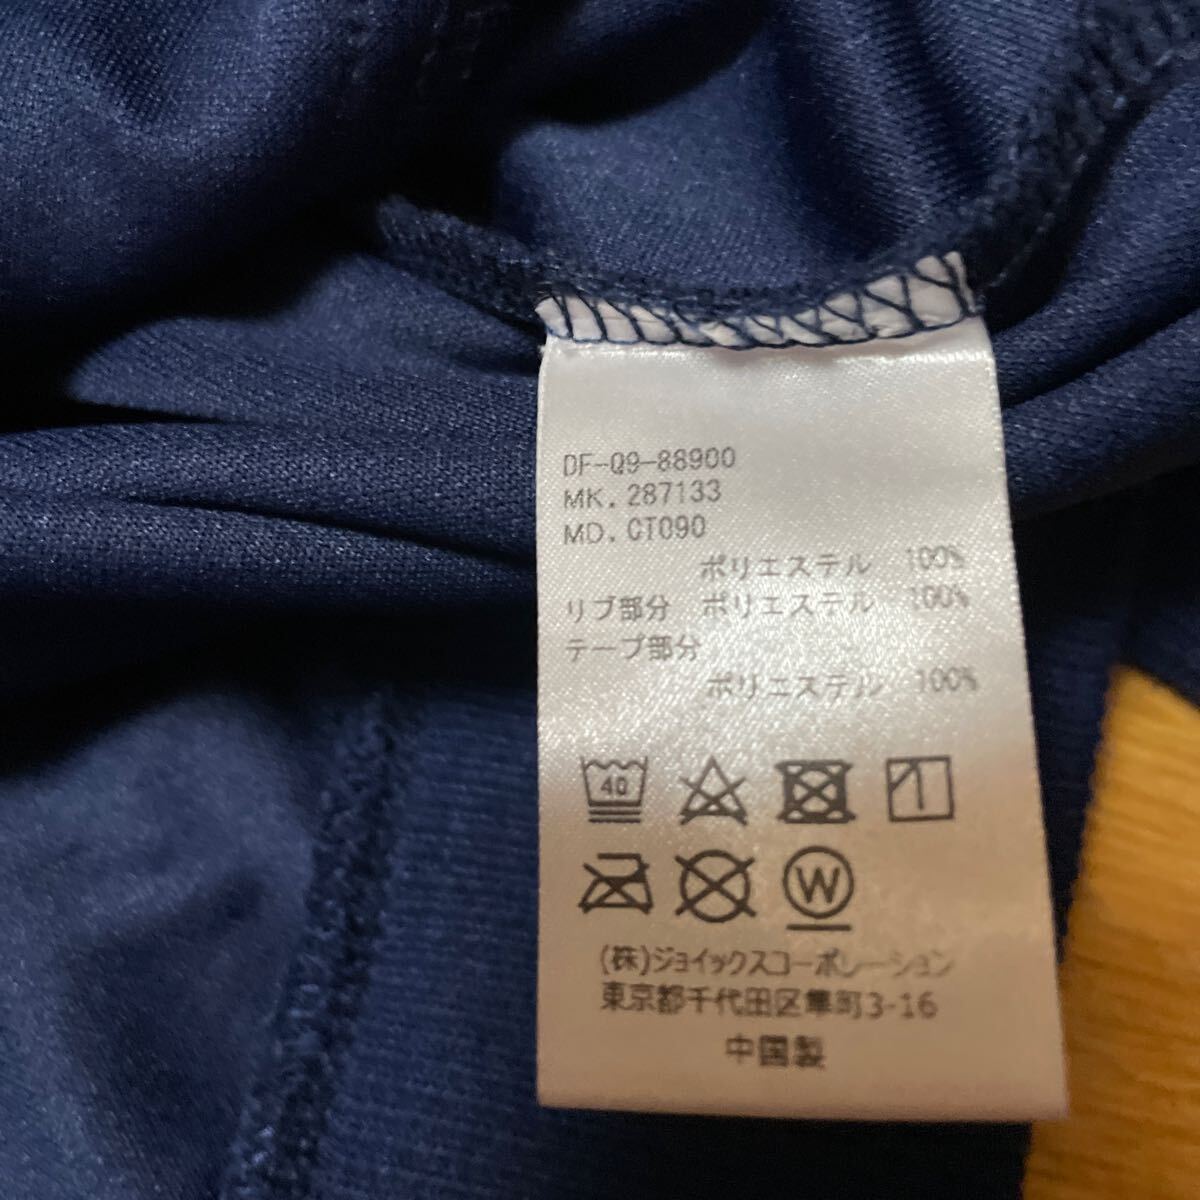 DF-Q9-88900
MK.287133
MD.CT090
ポリエステル 100%
リブ部分 ポリエステル 100%
テープ部分
ポリエステル 100%
40
W
(株)ジョイックスコーポレーション
東京都千代田区隼町3-16
中国製